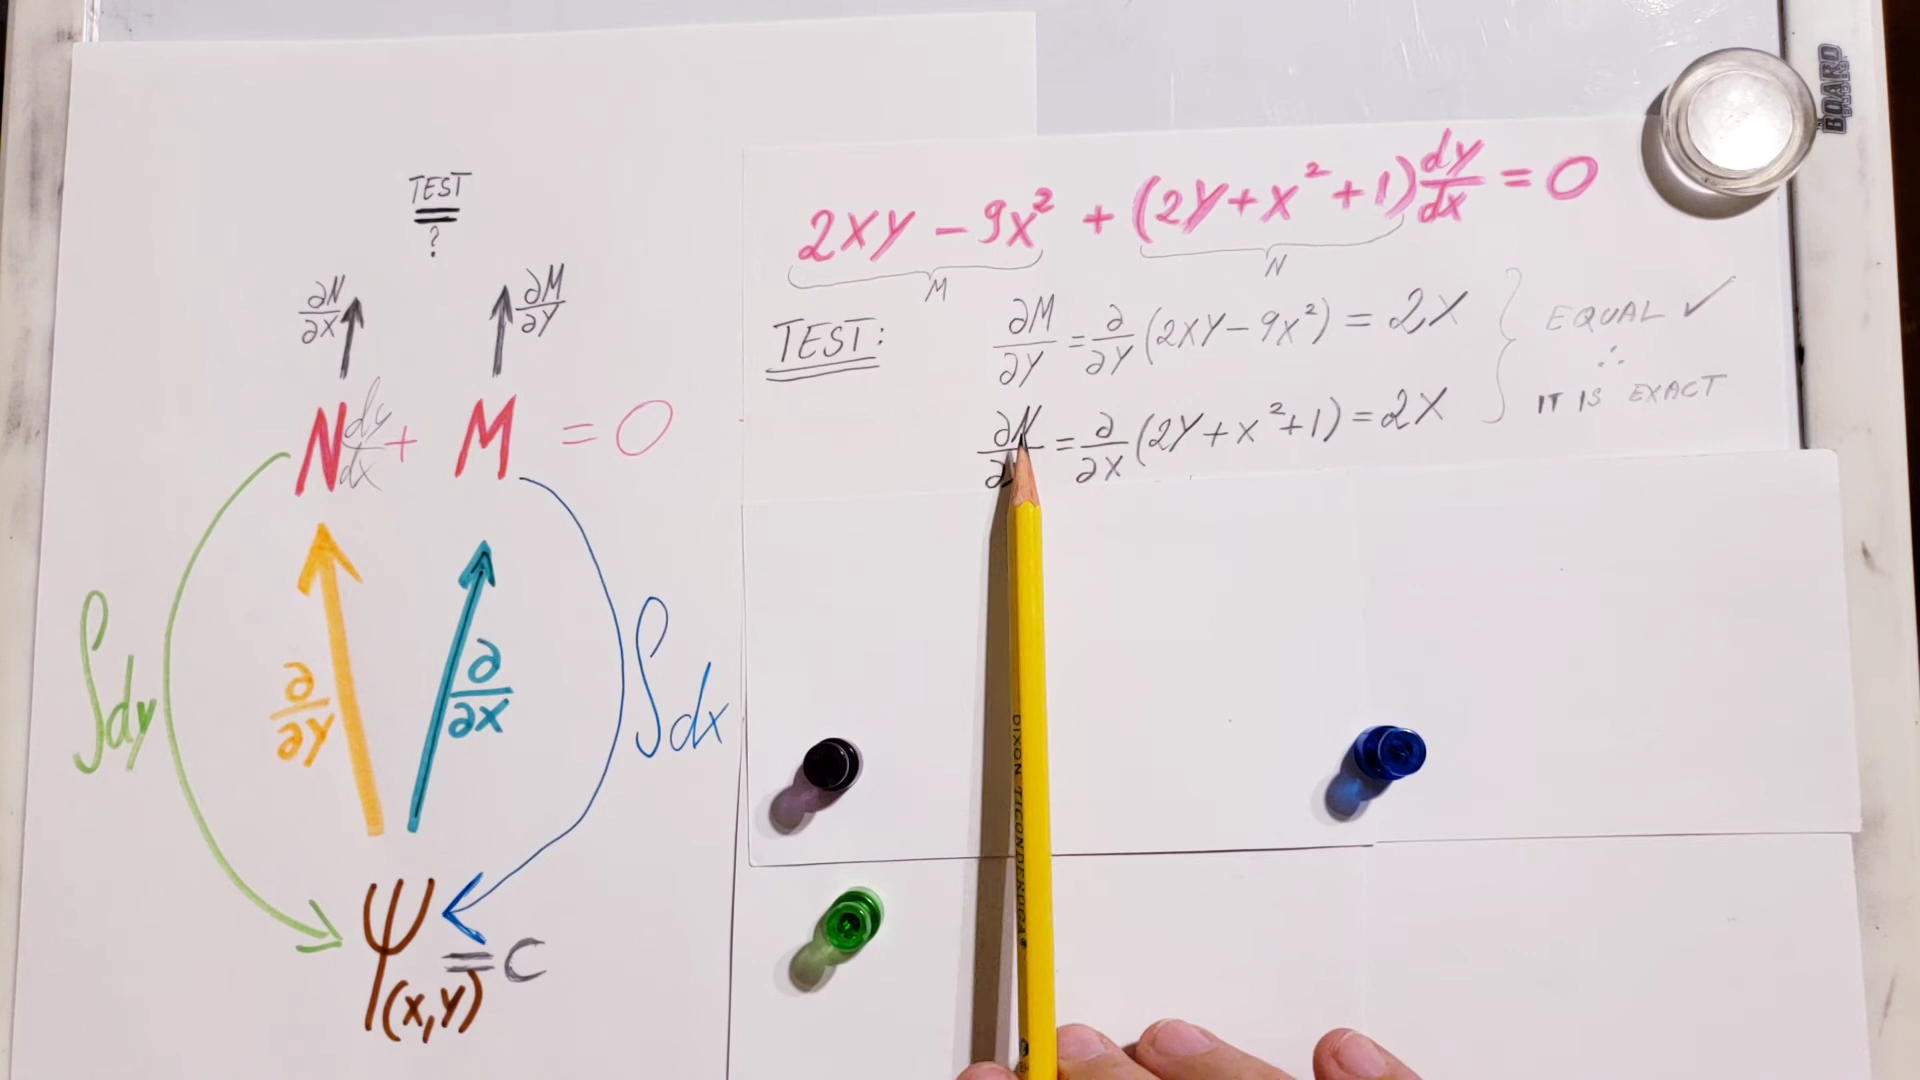 TEST
?
∂N/∂X ∂M/∂Y
N dy/dx + M = 0
∫dy ∂/∂Y ∂/∂X ∫dx
Ψ(X,Y) = C
2XY - 9X² + (2Y + X² + 1) dy/dx = 0
M N
TEST: ∂M/∂Y = ∂/∂Y (2XY - 9X²) = 2X } EQUAL ✓
∴
∂N/∂ = ∂/∂X (2Y + X² + 1) = 2X IT IS EXACT
DIXON TICONDEROGA
BOARD